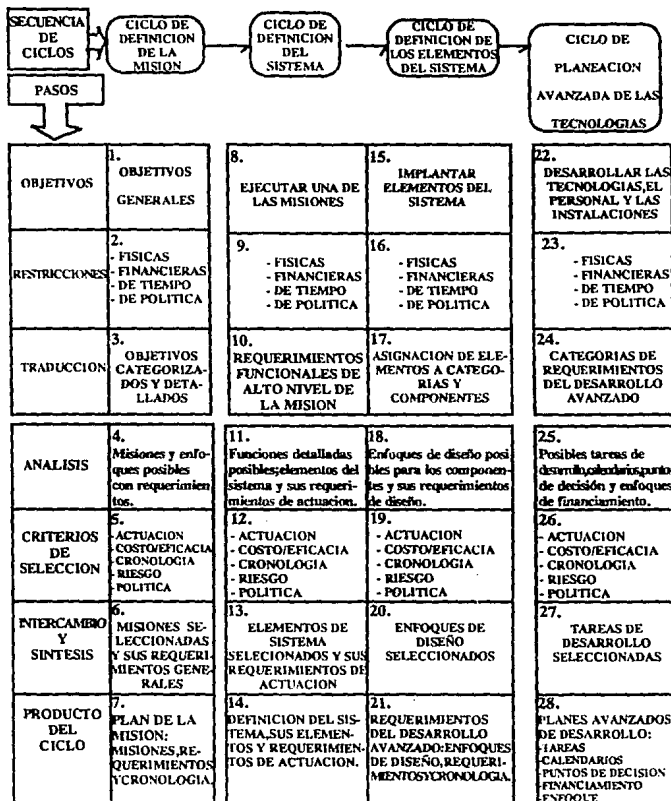 SECUENCIA
DE
CICLOS
CICLO DE
DEFINICION
DE LA
MISION
CICLO DE
DEFINICION
DEL
SISTEMA
CICLO DE
DEFINICION DE
LOS ELEMENTOS
DEL SISTEMA
CICLO DE
PLANEACION
AVANZADA DE LAS
TECNOLOGIAS
PASOS
OBJETIVOS
1.
OBJETIVOS
GENERALES
8.
EJECUTAR UNA DE
LAS MISIONES
15.
IMPLANTAR
ELEMENTOS DEL
SISTEMA
22.
DESARROLLAR LAS
TECNOLOGIAS,EL
PERSONAL Y LAS
INSTALACIONES
RESTRICCIONES
2.
- FISICAS
- FINANCIERAS
- DE TIEMPO
- DE POLITICA
9.
- FISICAS
- FINANCIERAS
- DE TIEMPO
- DE POLITICA
16.
- FISICAS
- FINANCIERAS
- DE TIEMPO
- DE POLITICA
23.
- FISICAS
- FINANCIERAS
- DE TIEMPO
- DE POLITICA
TRADUCCION
3.
OBJETIVOS
CATEGORIZA-
DOS Y DETA-
LLADOS
10.
REQUERIMIENTOS
FUNCIONALES DE
ALTO NIVEL DE
LA MISION
17.
ASIGNACION DE ELE-
MENTOS A CATEGO-
RIAS Y
COMPONENTES
24.
CATEGORIAS DE
REQUERIMIENTOS
DEL DESARROLLO
AVANZADO
ANALISIS
4.
Misiones y enfo-
ques posibles
con requerimien
tos.
11.
Funciones detalladas
posibles;elementos del
sistema y sus requeri-
mientos de actuacion.
18.
Enfoques de diseño posi
bles para los componen-
tes y sus requerimientos
de diseño.
25.
Posibles tareas de
desarrollo,calendarios,punto
de decisión y enfoques
de financiamiento.
CRITERIOS
DE
SELECCION
5.
- ACTUACION
- COSTO/EFICACIA
- CRONOLOGIA
- RIESGO
- POLITICA
12.
- ACTUACION
- COSTO/EFICACIA
- CRONOLOGIA
- RIESGO
- POLITICA
19.
- ACTUACION
- COSTO/EFICACIA
- CRONOLOGIA
- RIESGO
- POLITICA
26.
- ACTUACION
- COSTO/EFICACIA
- CRONOLOGIA
- RIESGO
- POLITICA
INTERCAMBIO
Y
SINTESIS
6.
MISIONES SE-
LECCIONADAS
Y SUS REQUERI-
MIENTOS GENE-
RALES
13.
ELEMENTOS DE
SISTEMA
SELECCIONADOS Y SUS
REQUERIMIENTOS DE
ACTUACION
20.
ENFOQUES DE
DISEÑO
SELECCIONADOS
27.
TAREAS DE
DESARROLLO
SELECCIONADAS
PRODUCTO
DEL
CICLO
7.
PLAN DE LA
MISION:
MISIONES,RE-
QUERIMIENTOS
YCRONOLOGIA.
14.
DEFINICION DEL SIS-
TEMA,SUS ELEMEN-
TOS Y REQUERIMIEN-
TOS DE ACTUACION.
21.
REQUERIMIENTOS
DEL DESARROLLO
AVANZADO:ENFOQUES
DE DISEÑO,REQUERI-
MIENTOSYCRONOLOGIA.
28.
PLANES AVANZADOS
DE DESARROLLO:
-TAREAS
-CALENDARIOS
-PUNTOS DE DECISION
-FINANCIAMIENTO
-ENFOQUE